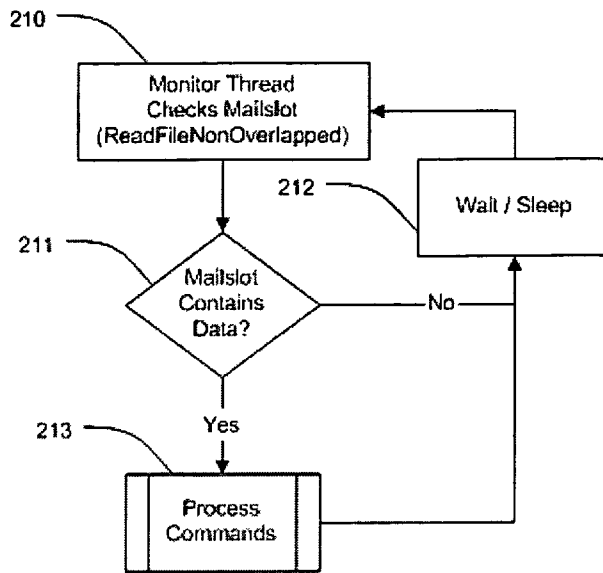 210
Monitor Thread
Checks Mailslot
(ReadFileNonOverlapped)
212
Wait / Sleep
211
Mailslot
Contains
Data?
No
Yes
213
Process
Commands